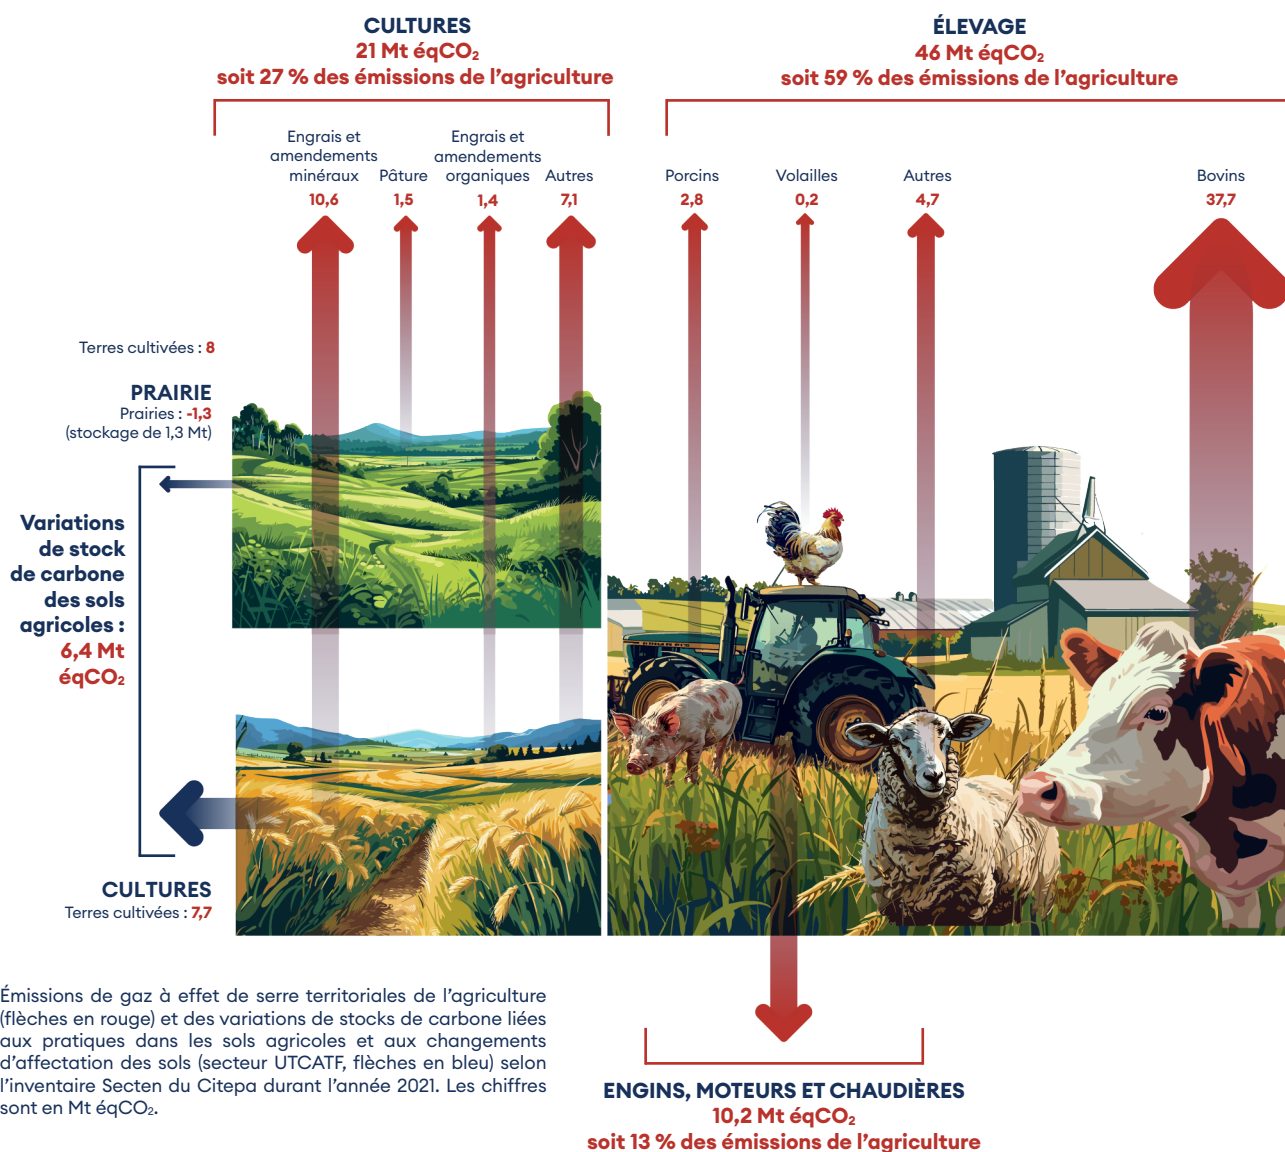 CULTURES
21 Mt éqCO₂
soit 27 % des émissions de l’agriculture
ÉLEVAGE
46 Mt éqCO₂
soit 59 % des émissions de l’agriculture
Engrais et
amendements
minéraux
10,6
Pâture
1,5
Engrais et
amendements
organiques
1,4
Autres
7,1
Porcins
2,8
Volailles
0,2
Autres
4,7
Bovins
37,7
Terres cultivées : 8
PRAIRIE
Prairies : -1,3
(stockage de 1,3 Mt)
Variations
de stock
de carbone
des sols
agricoles :
6,4 Mt
éqCO₂
CULTURES
Terres cultivées : 7,7
Émissions de gaz à effet de serre territoriales de l’agriculture
(flèches en rouge) et des variations de stocks de carbone liées
aux pratiques dans les sols agricoles et aux changements
d’affectation des sols (secteur UTCATF, flèches en bleu) selon
l’inventaire Secten du Citepa durant l’année 2021. Les chiffres
sont en Mt éqCO₂.
ENGINS, MOTEURS ET CHAUDIÈRES
10,2 Mt éqCO₂
soit 13 % des émissions de l’agriculture